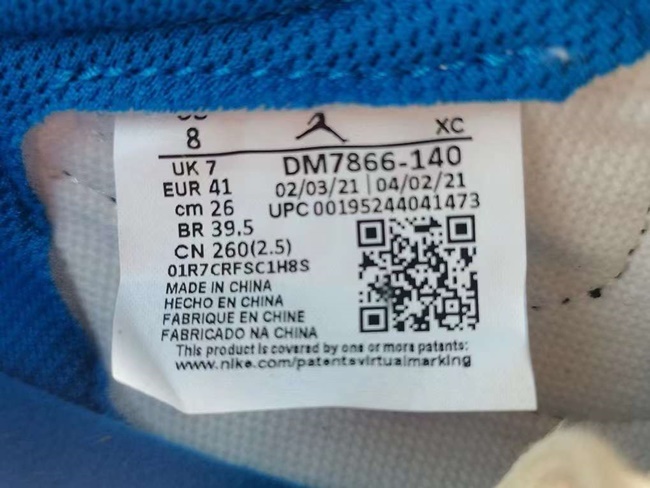 8
XC
UK 7
DM7866-140
EUR 41
02/03/21 | 04/02/21
cm 26
UPC 00195244041473
BR 39.5
CN 260(2.5)
01R7CRFSC1H8S
MADE IN CHINA
HECHO EN CHINA
FABRIQUE EN CHINE
FABRICADO NA CHINA
This product is covered by one or more patents:
www.nike.com/patentsvirtualmarking